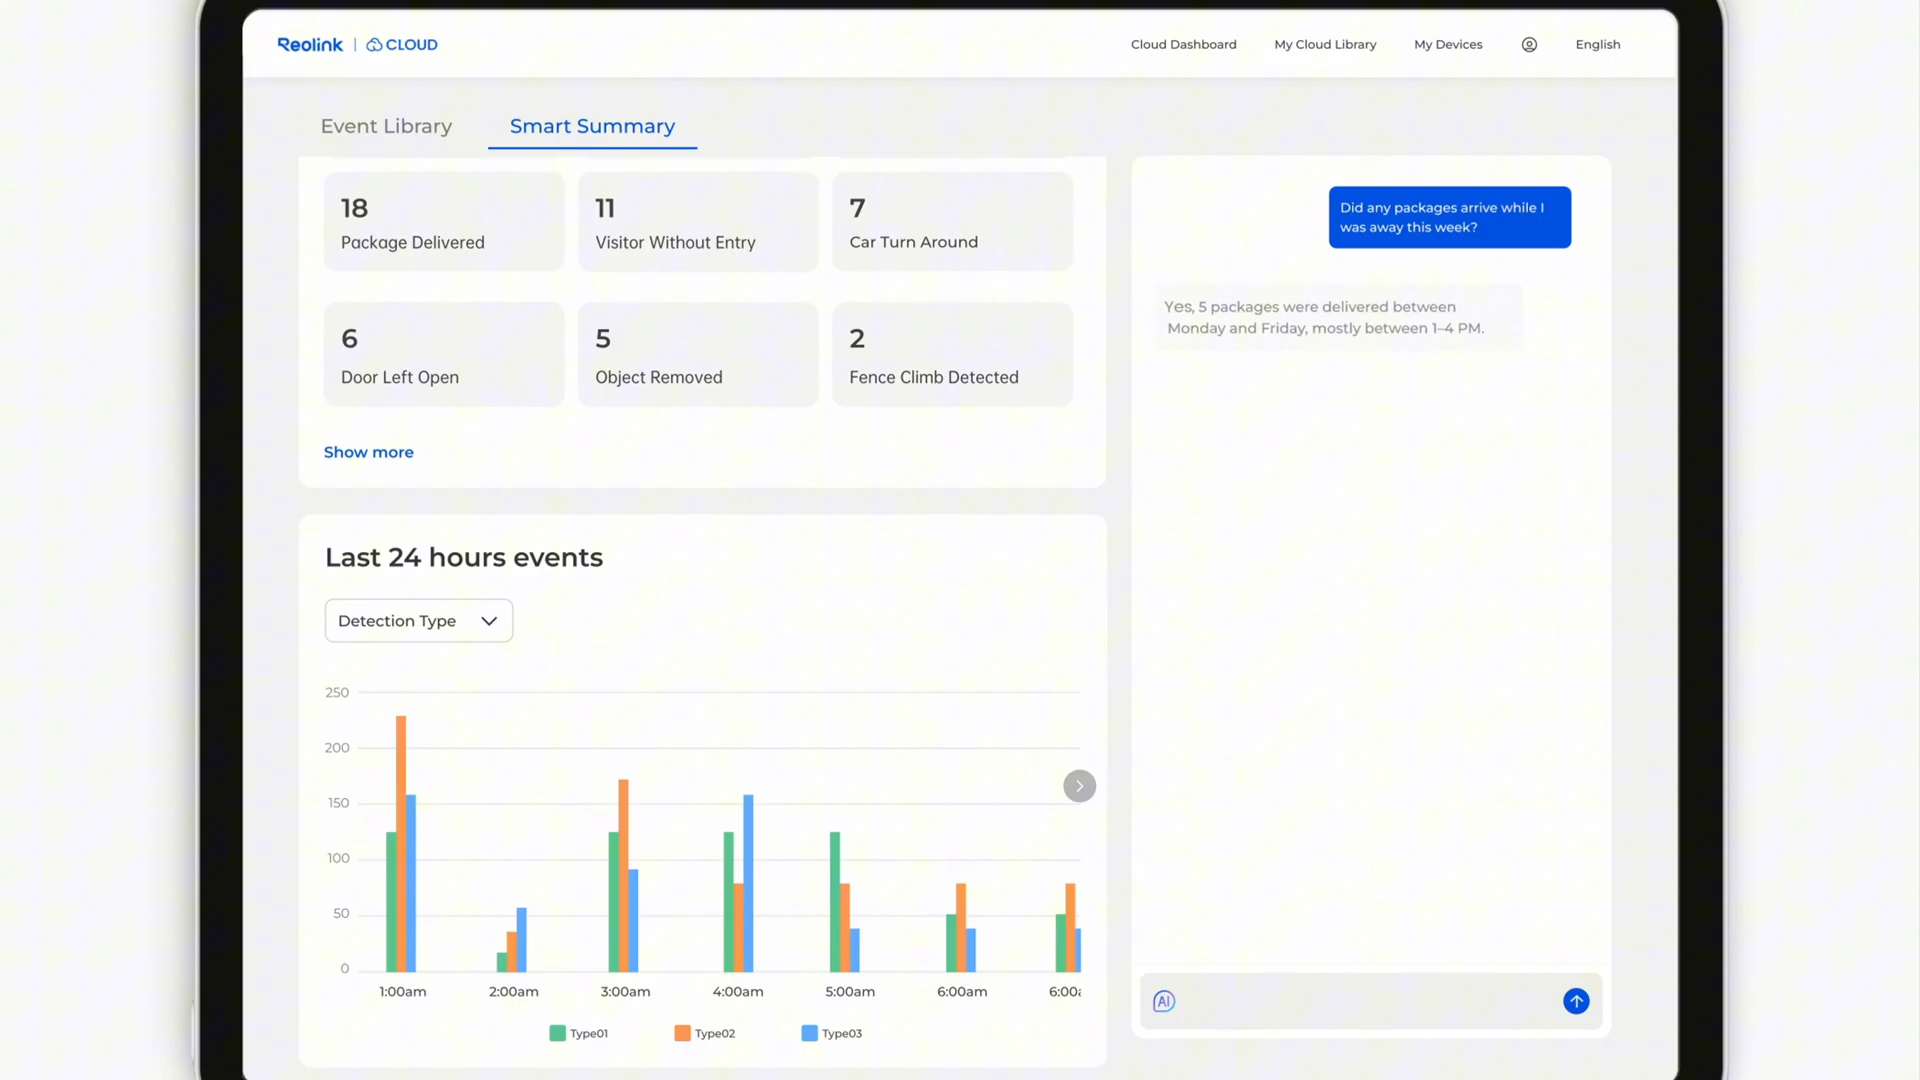 Reolink | CLOUD
Cloud Dashboard
My Cloud Library
My Devices
English
Event Library
Smart Summary
18
Package Delivered
11
Visitor Without Entry
7
Car Turn Around
6
Door Left Open
5
Object Removed
2
Fence Climb Detected
Show more
Last 24 hours events
Detection Type
250
200
150
100
50
0
1:00am
2:00am
3:00am
4:00am
5:00am
6:00am
6:00a
Type01
Type02
Type03
Did any packages arrive while I
was away this week?
Yes, 5 packages were delivered between
Monday and Friday, mostly between 1–4 PM.
AI